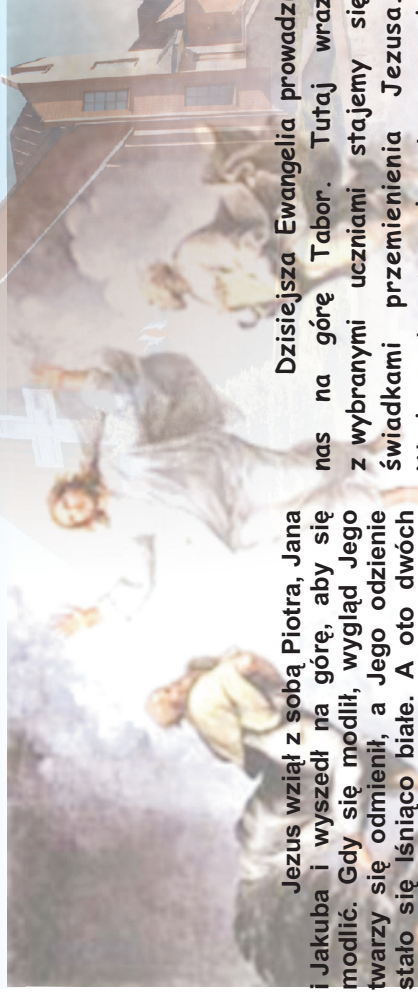 Jezus wziął z sobą Piotra, Jana
i Jakuba i wyszedł na górę, aby się
modlić. Gdy się modlił, wygląd Jego
twarzy się odmienił, a Jego odzienie
stało się lśniąco białe. A oto dwóch
Dzisiejsza Ewangelia prowadzi
nas na górę Tabor. Tutaj wraz
z wybranymi uczniami stajemy się
świadkami przemienienia Jezusa.